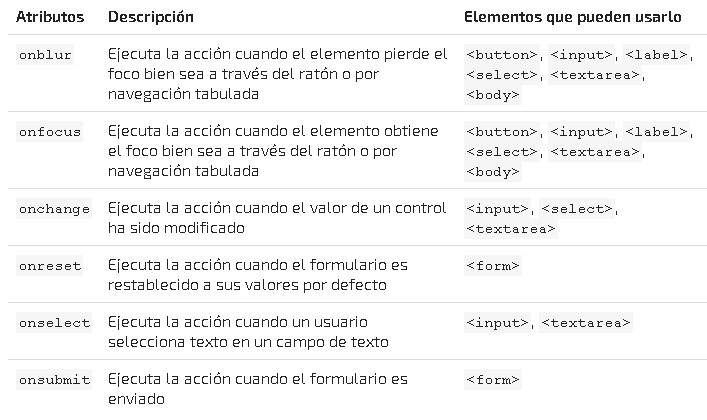 Atributos Descripción Elementos que pueden usarlo
onblur Ejecuta la acción cuando el elemento pierde el <button>, <input>, <label>,
foco bien sea a través del ratón o por <select>, <textarea>,
navegación tabulada <body>
onfocus Ejecuta la acción cuando el elemento obtiene <button>, <input>, <label>,
el foco bien sea a través del ratón o por <select>, <textarea>,
navegación tabulada <body>
onchange Ejecuta la acción cuando el valor de un control <input>, <select>,
ha sido modificado <textarea>
onreset Ejecuta la acción cuando el formulario es <form>
restablecido a sus valores por defecto
onselect Ejecuta la acción cuando un usuario <input>, <textarea>
selecciona texto en un campo de texto
onsubmit Ejecuta la acción cuando el formulario es <form>
enviado